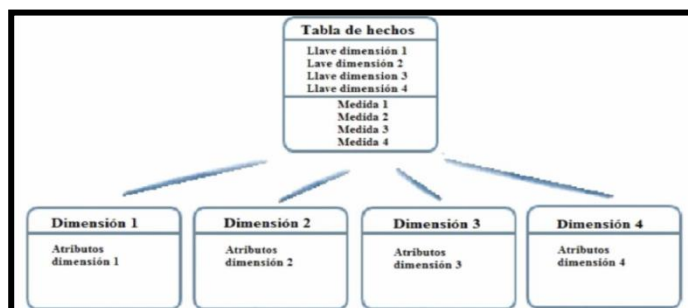 Tabla de hechos
Llave dimensión 1
Lave dimensión 2
Llave dimension 3
Llave dimensión 4
Medida 1
Medida 2
Medida 3
Medida 4
Dimensión 1
Atributos
dimensión 1
Dimensión 2
Atributos
dimensión 2
Dimensión 3
Atributos
dimensión 3
Dimensión 4
Atributos
dimensión 4